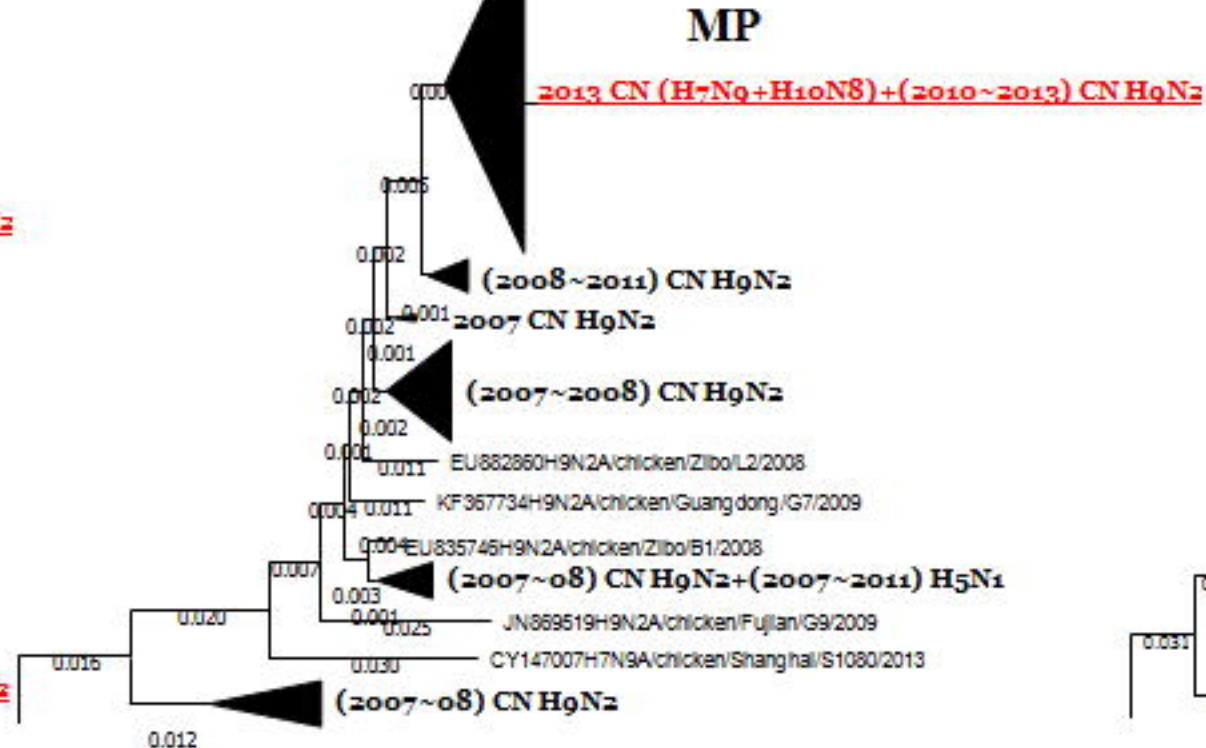 MP
2013 CN (H7N9+H10N8)+(2010~2013) CN H9N2
0.005
0.002
(2008~2011) CN H9N2
0.001
2007 CN H9N2
0.002
0.001
(2007~2008) CN H9N2
0.002
0.002
0.001
0.011
EU882860H9N2A/chicken/Zibo/L2/2008
0.004
0.011
KF367734H9N2A/chicken/Guangdong/G7/2009
0.004
EU835746H9N2A/chicken/Zibo/B1/2008
0.007
(2007~08) CN H9N2+(2007~2011) H5N1
0.003
0.001
0.020
0.025
JN869519H9N2A/chicken/Fujian/G9/2009
0.031
0.016
0.030
CY147007H7N9A/chicken/Shanghai/S1080/2013
(2007~08) CN H9N2
0.012